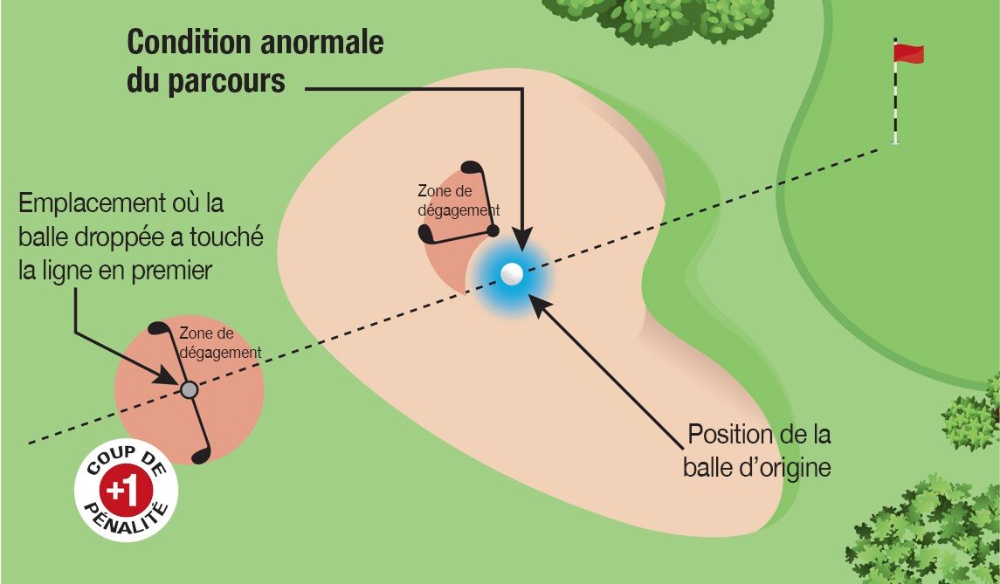 Condition anormale
du parcours
Zone de
dégagement
Emplacement où la
balle droppée a touché
la ligne en premier
Zone de
dégagement
COUP DE
+1
PÉNALITÉ
Position de la
balle d'origine